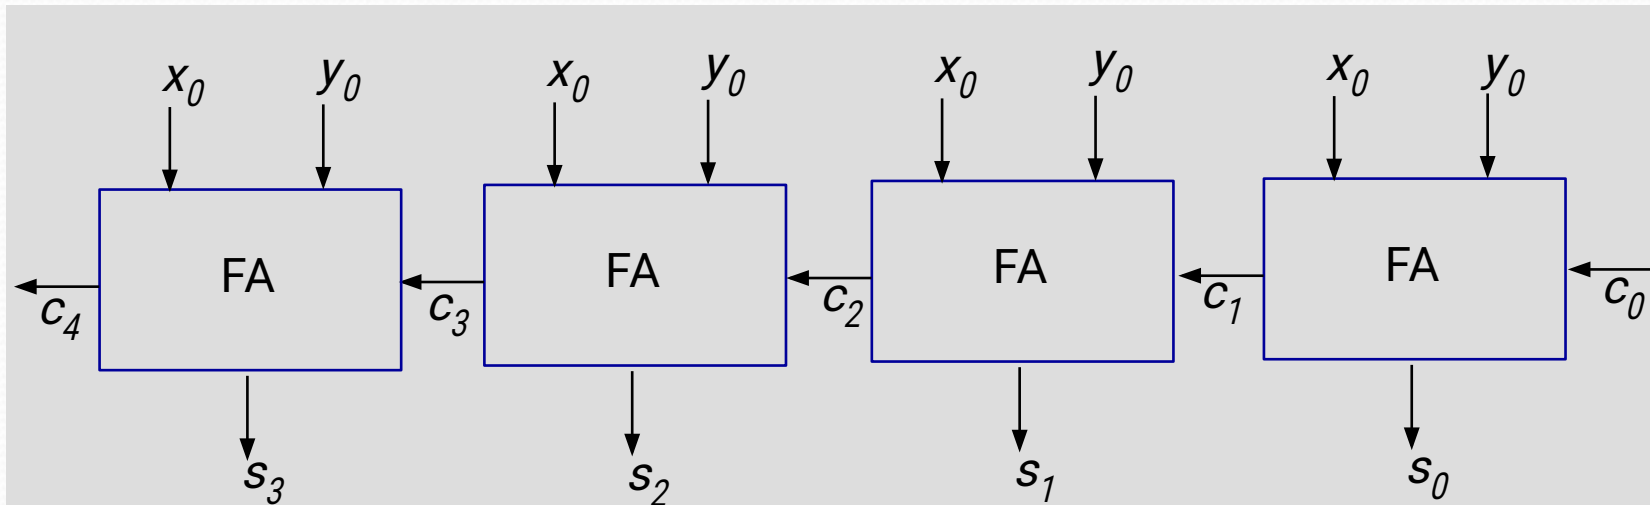 x₀ y₀ x₀ y₀ x₀ y₀ x₀ y₀
FA FA FA FA
c₄ c₃ c₂ c₁ c₀
s₃ s₂ s₁ s₀